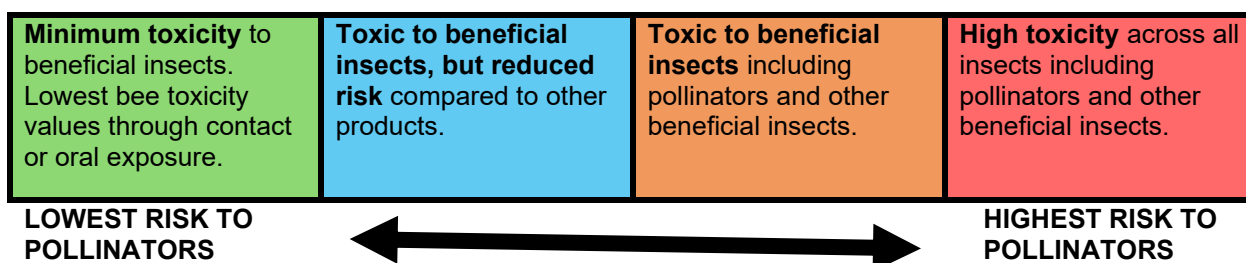 Minimum toxicity to
beneficial insects.
Lowest bee toxicity
values through contact
or oral exposure.
Toxic to beneficial
insects, but reduced
risk compared to other
products.
Toxic to beneficial
insects including
pollinators and other
beneficial insects.
High toxicity across all
insects including
pollinators and other
beneficial insects.
LOWEST RISK TO
POLLINATORS
HIGHEST RISK TO
POLLINATORS